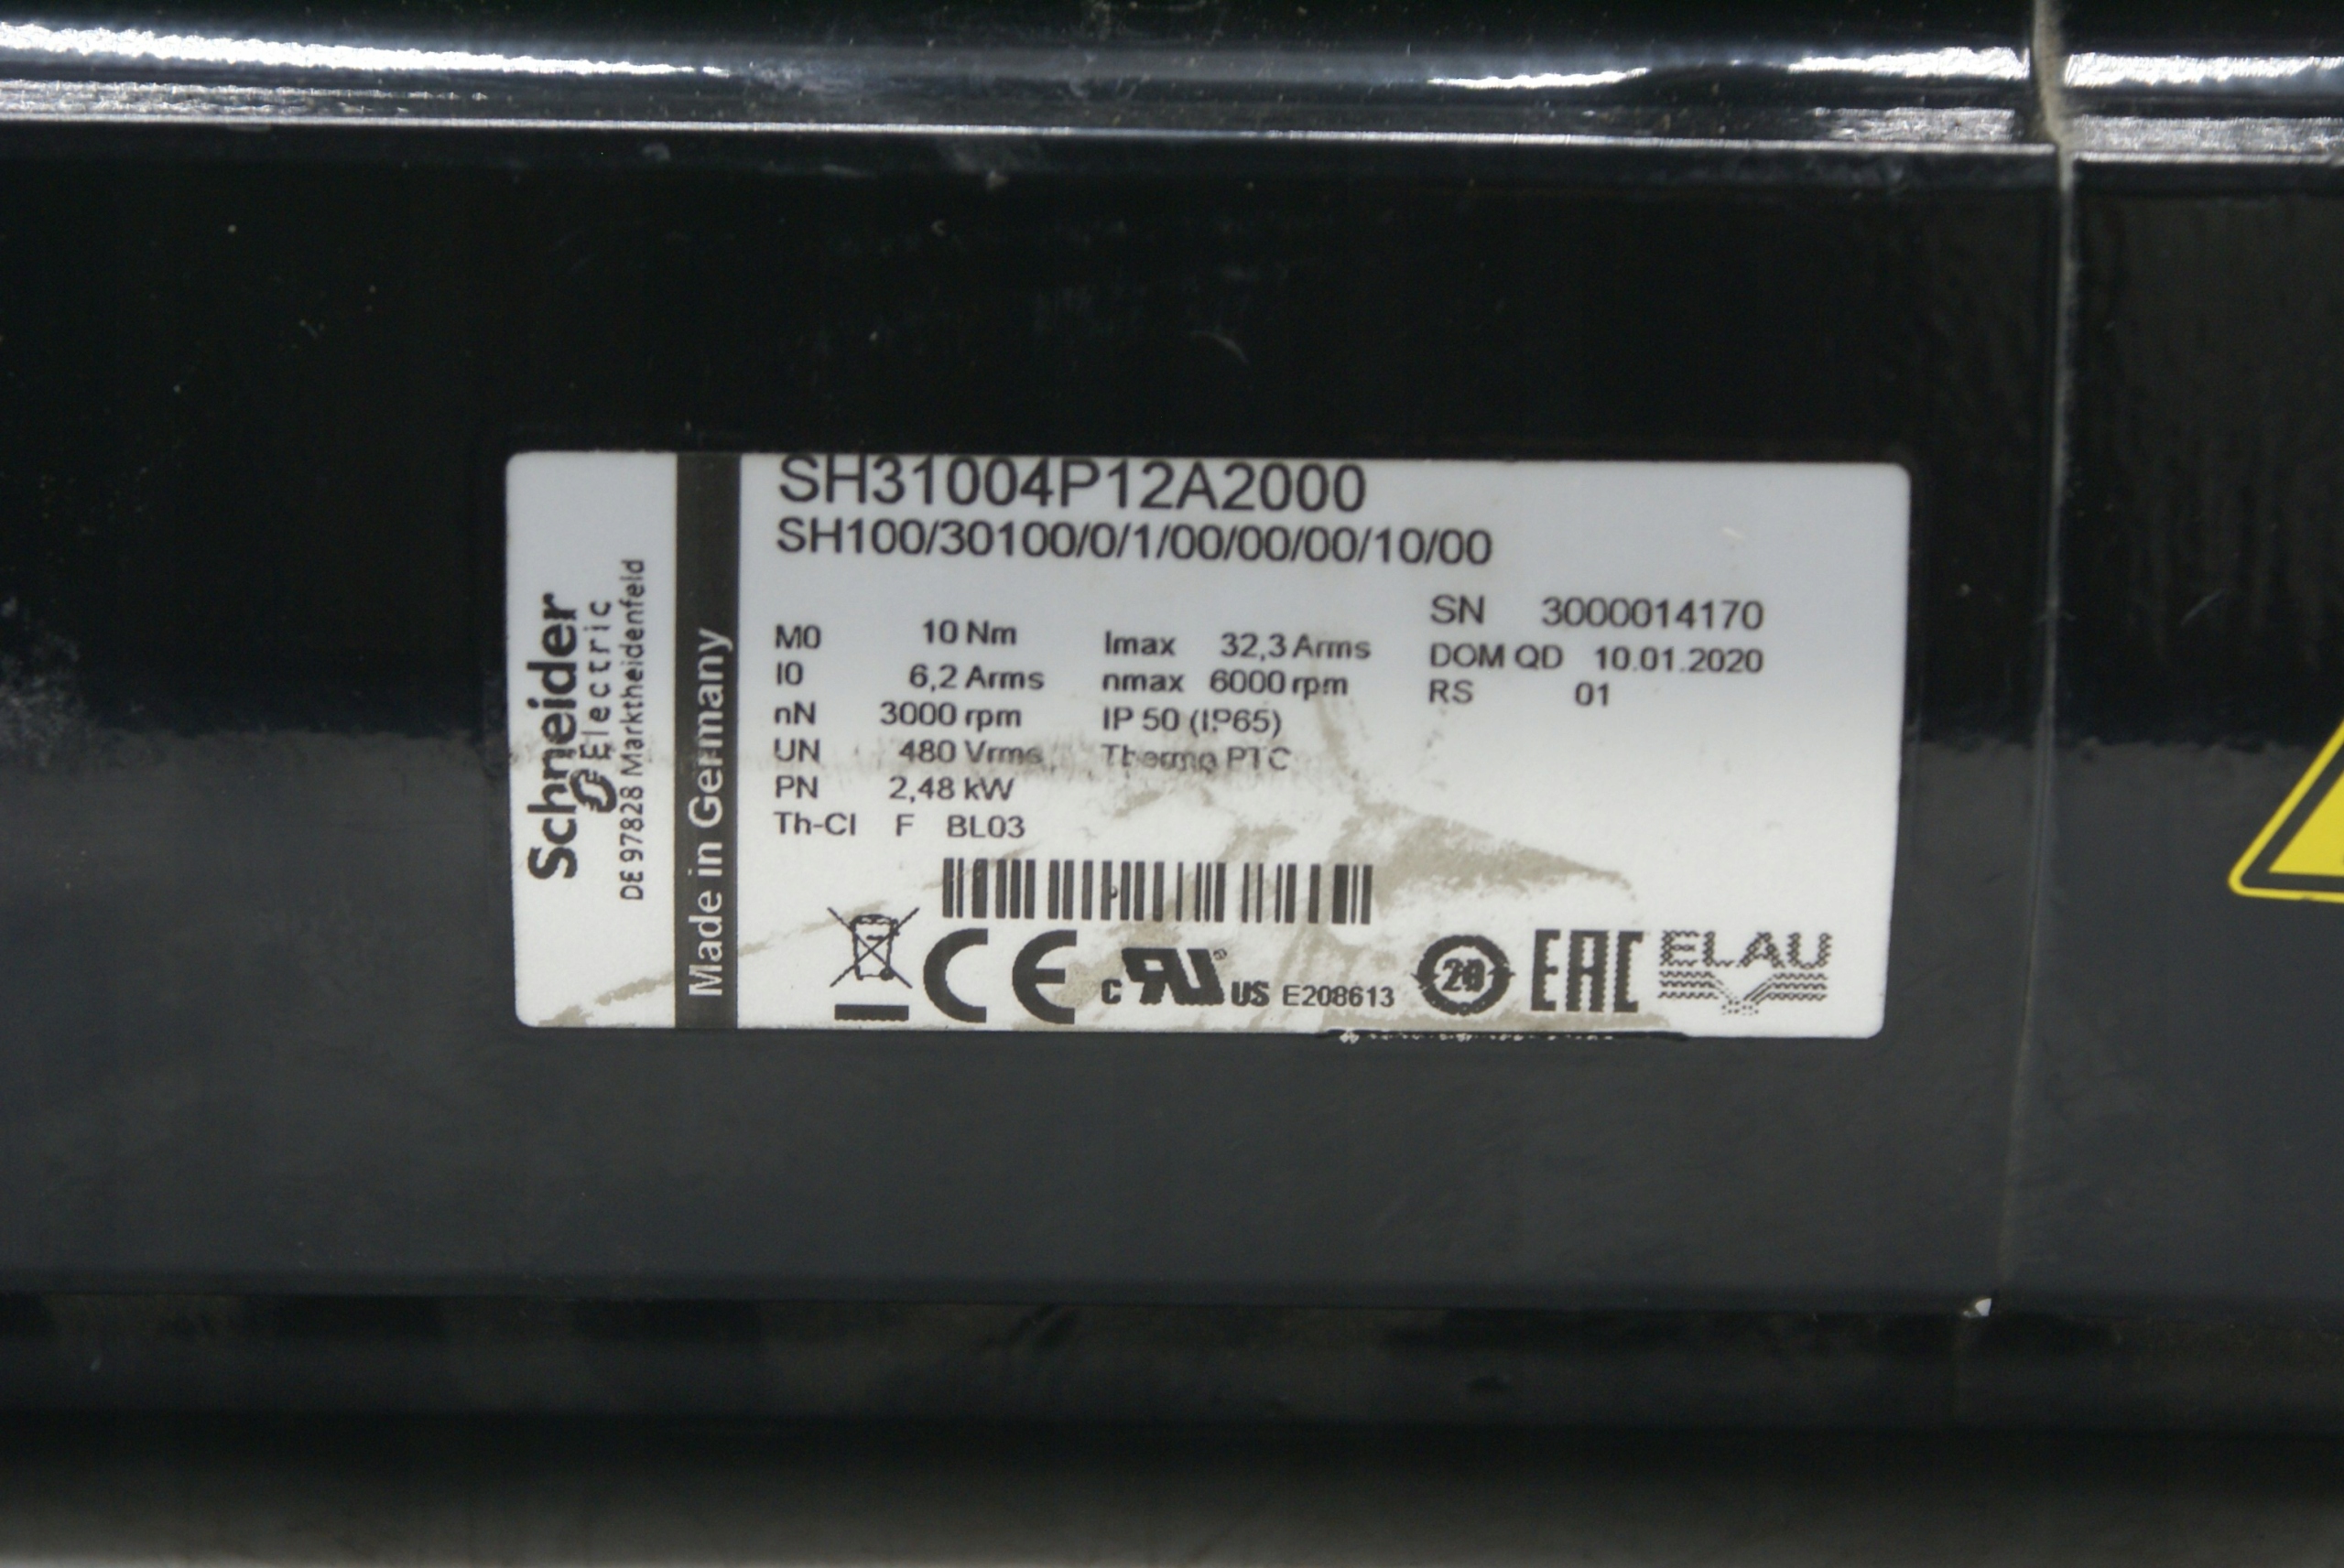 SH31004P12A2000
SH100/30100/0/1/00/00/00/10/00
Schneider
Electric
DE 97828 Marktheidenfeld
Made in Germany
M0 10 Nm
I0 6,2 Arms
nN 3000 rpm
UN 480 Vrms
PN 2,48 kW
Th-Cl F BL03
Imax 32,3 Arms
nmax 6000 rpm
IP 50 (IP65)
Thermo PTC
SN 3000014170
DOM QD 10.01.2020
RS 01
CE
c RU US E208613
20
EAC
ELAU